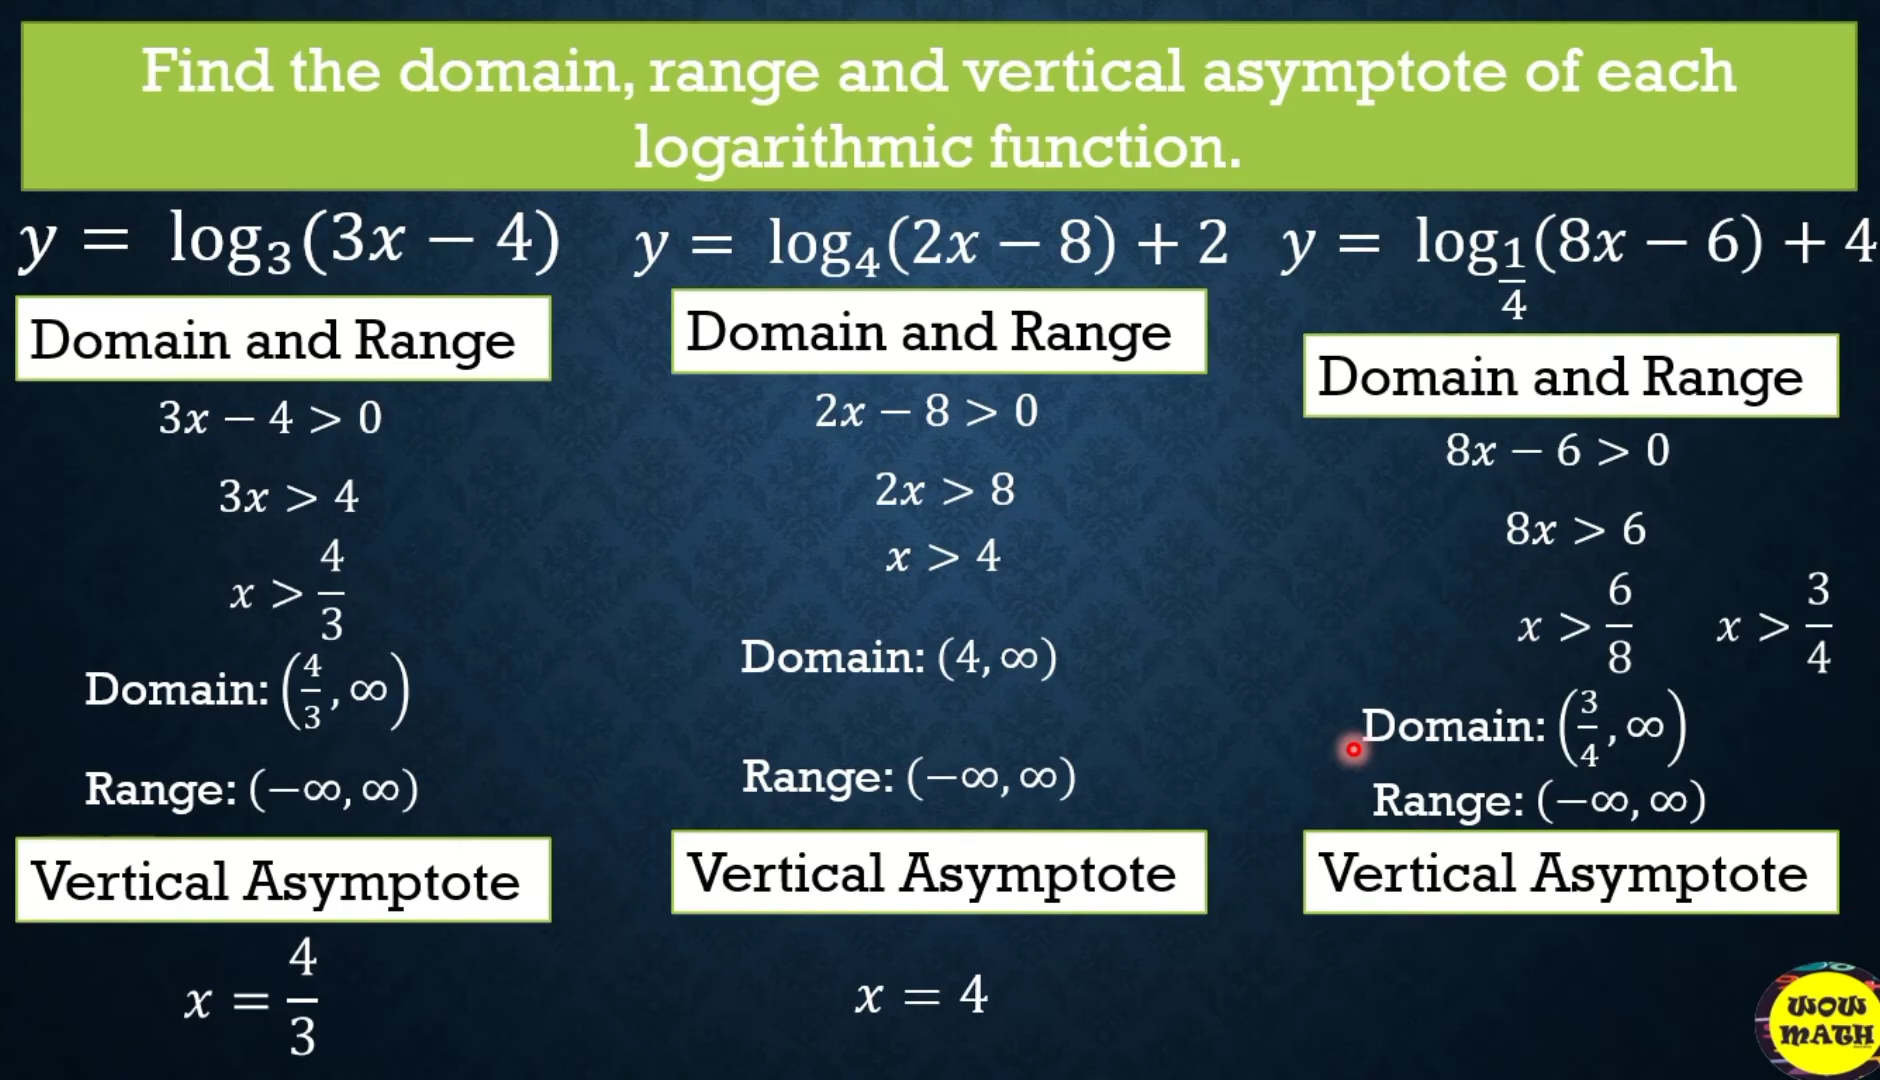 Find the domain, range and vertical asymptote of each
logarithmic function.
y = log₃(3x − 4)
Domain and Range
3x − 4 > 0
3x > 4
x > 4/3
Domain: (4/3, ∞)
Range: (−∞, ∞)
Vertical Asymptote
x = 4/3
y = log₄(2x − 8) + 2
Domain and Range
2x − 8 > 0
2x > 8
x > 4
Domain: (4, ∞)
Range: (−∞, ∞)
Vertical Asymptote
x = 4
y = log_{1/4}(8x − 6) + 4
Domain and Range
8x − 6 > 0
8x > 6
x > 6/8 x > 3/4
Domain: (3/4, ∞)
Range: (−∞, ∞)
Vertical Asymptote
WOW
MATH